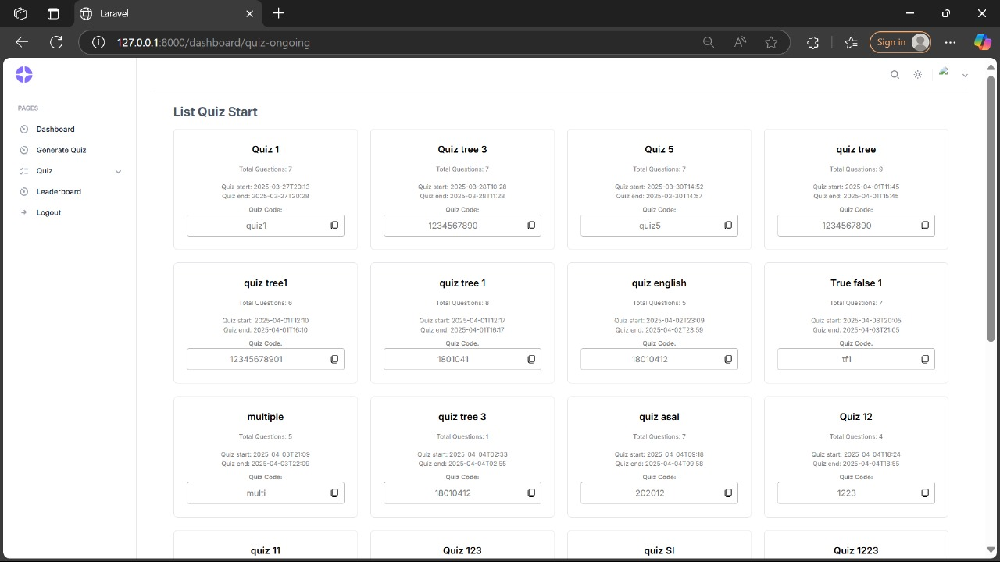 Laravel
127.0.0.1:8000/dashboard/quiz-ongoing
Sign in
PAGES
Dashboard
Generate Quiz
Quiz
Leaderboard
Logout
List Quiz Start
Quiz 1
Total Questions: 7
Quiz start: 2025-03-27T20:13
Quiz end: 2025-03-27T20:28
Quiz Code:
quiz1
Quiz tree 3
Total Questions: 7
Quiz start: 2025-03-28T10:28
Quiz end: 2025-03-28T11:28
Quiz Code:
1234567890
Quiz 5
Total Questions: 7
Quiz start: 2025-03-30T14:52
Quiz end: 2025-03-30T14:57
Quiz Code:
quiz5
quiz tree
Total Questions: 9
Quiz start: 2025-04-01T11:45
Quiz end: 2025-04-01T15:45
Quiz Code:
1234567890
quiz tree1
Total Questions: 6
Quiz start: 2025-04-01T12:10
Quiz end: 2025-04-01T16:10
Quiz Code:
12345678901
quiz tree 1
Total Questions: 8
Quiz start: 2025-04-01T12:17
Quiz end: 2025-04-01T16:17
Quiz Code:
1801041
quiz english
Total Questions: 5
Quiz start: 2025-04-02T23:09
Quiz end: 2025-04-02T23:59
Quiz Code:
18010412
True false 1
Total Questions: 7
Quiz start: 2025-04-03T20:05
Quiz end: 2025-04-03T21:05
Quiz Code:
tf1
multiple
Total Questions: 5
Quiz start: 2025-04-03T21:09
Quiz end: 2025-04-03T22:09
Quiz Code:
multi
quiz tree 3
Total Questions: 1
Quiz start: 2025-04-04T02:33
Quiz end: 2025-04-04T02:55
Quiz Code:
18010412
quiz asal
Total Questions: 7
Quiz start: 2025-04-04T09:18
Quiz end: 2025-04-04T09:58
Quiz Code:
202012
Quiz 12
Total Questions: 4
Quiz start: 2025-04-04T18:24
Quiz end: 2025-04-04T18:55
Quiz Code:
1223
quiz 11
Quiz 123
quiz SI
Quiz 1223